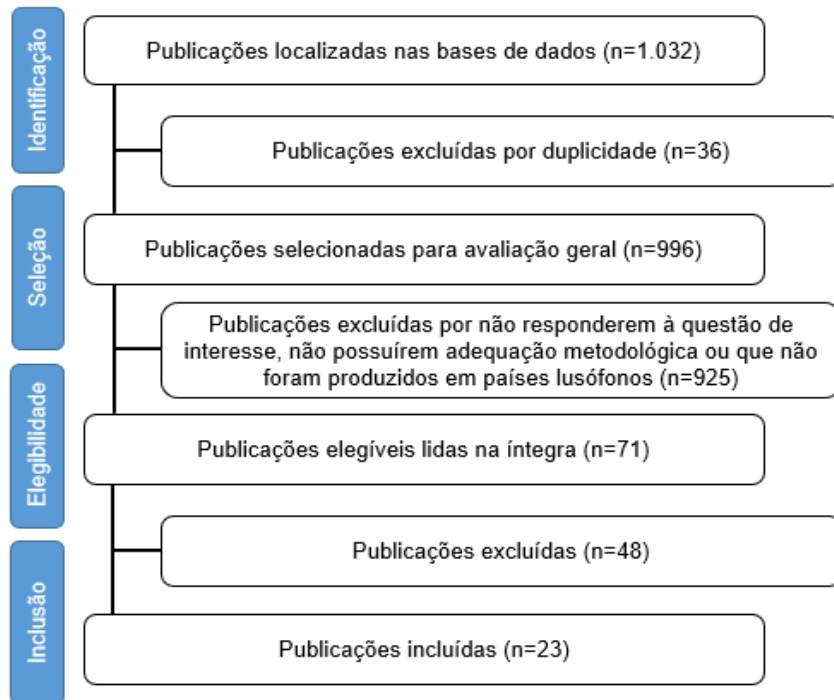 Identificação
Publicações localizadas nas bases de dados (n=1.032)
Publicações excluídas por duplicidade (n=36)
Seleção
Publicações selecionadas para avaliação geral (n=996)
Publicações excluídas por não responderem à questão de
interesse, não possuírem adequação metodológica ou que não
foram produzidos em países lusófonos (n=925)
Elegibilidade
Publicações elegíveis lidas na íntegra (n=71)
Publicações excluídas (n=48)
Inclusão
Publicações incluídas (n=23)